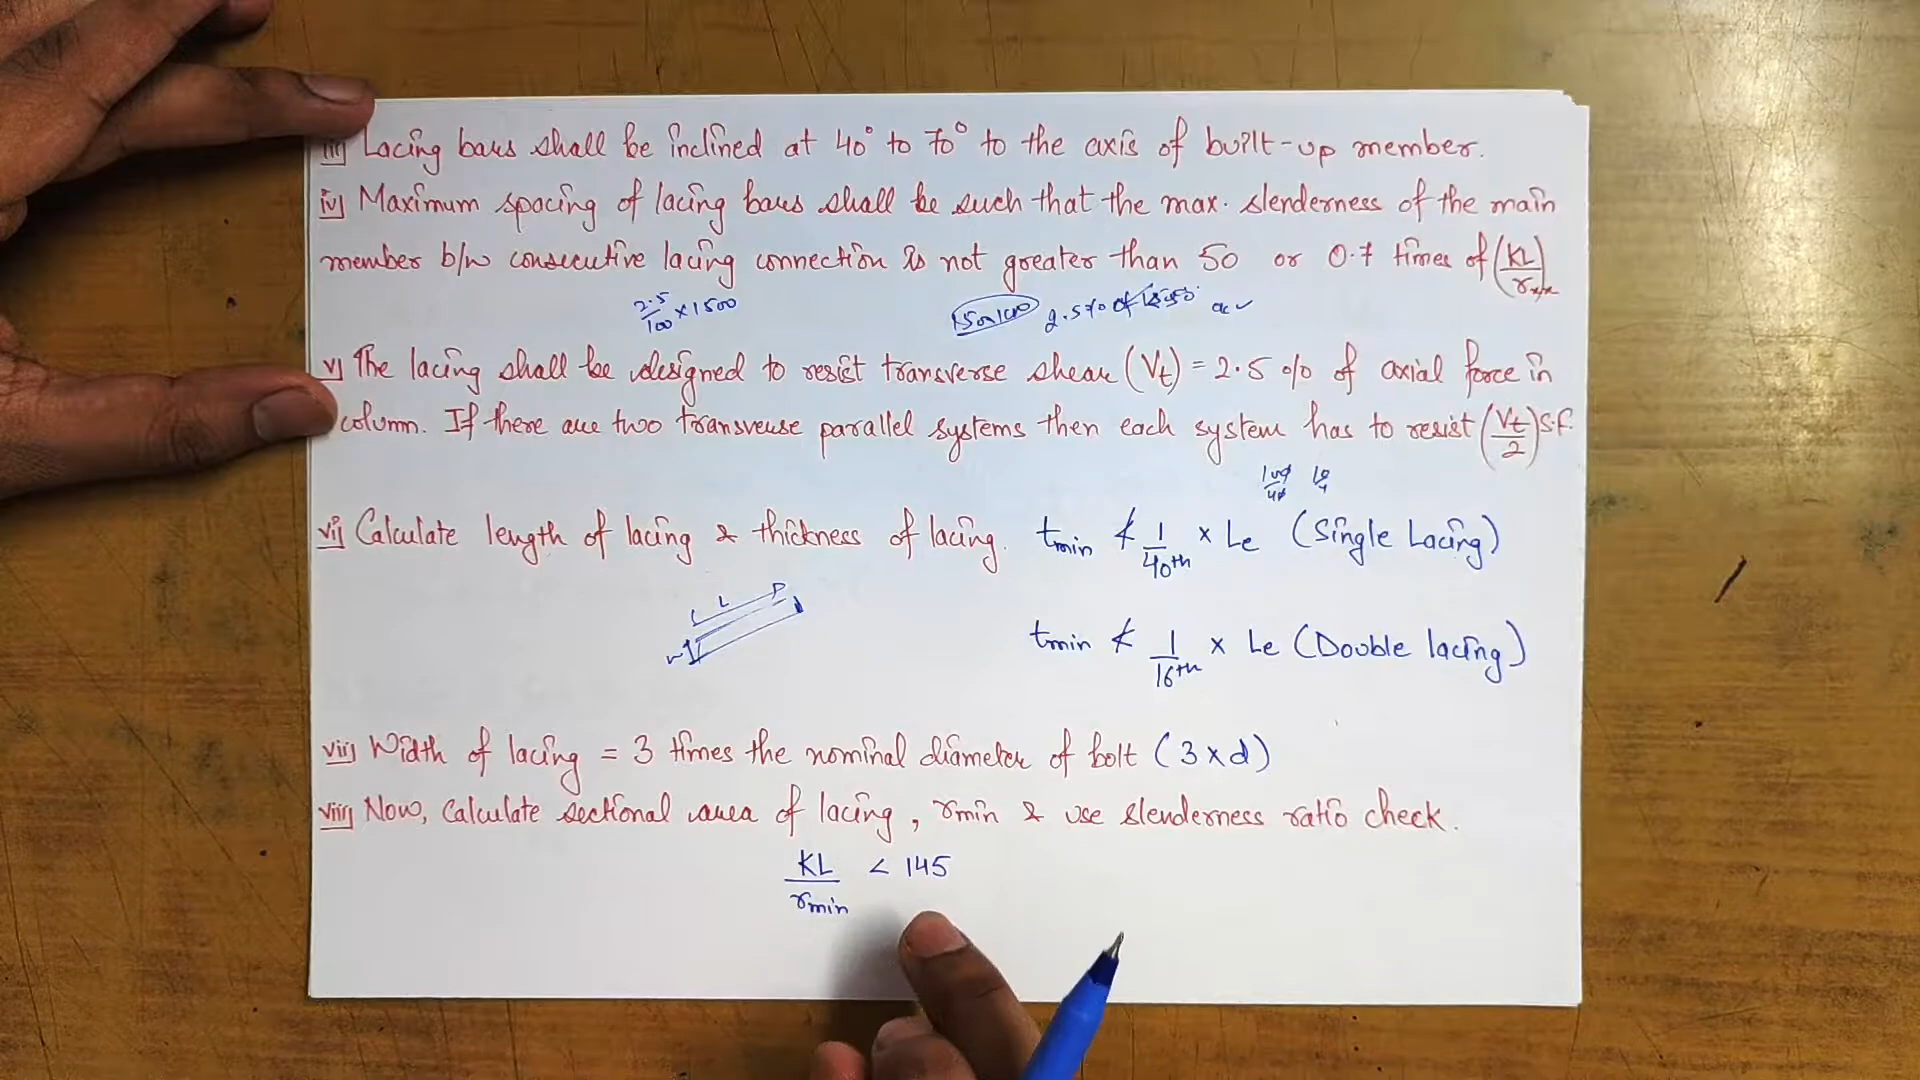 iii) Lacing bars shall be inclined at 40° to 70° to the axis of built-up member.
iv) Maximum spacing of lacing bars shall be such that the max. slenderness of the main
member b/w consecutive lacing connection is not greater than 50 or 0.7 times of (KL/rxx)
2.5/100 × 1500
2.5% of
v) The lacing shall be designed to resist transverse shear (Vt) = 2.5 % of axial force in
column. If there are two transverse parallel systems then each system has to resist (Vt/2) S.F.
vi) Calculate length of lacing & thickness of lacing. tmin ≮ 1/40th × Le (Single Lacing)
L
tmin ≮ 1/16th × Le (Double lacing)
vii) Width of lacing = 3 times the nominal diameter of bolt (3×d)
viii) Now, Calculate sectional area of lacing, rmin & use slenderness ratio check.
KL/rmin < 145